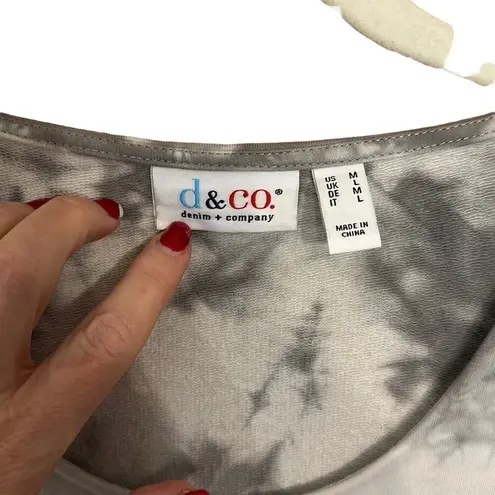 d&co.®
denim + company
US M
UK L
DE M
IT L
MADE IN
CHINA